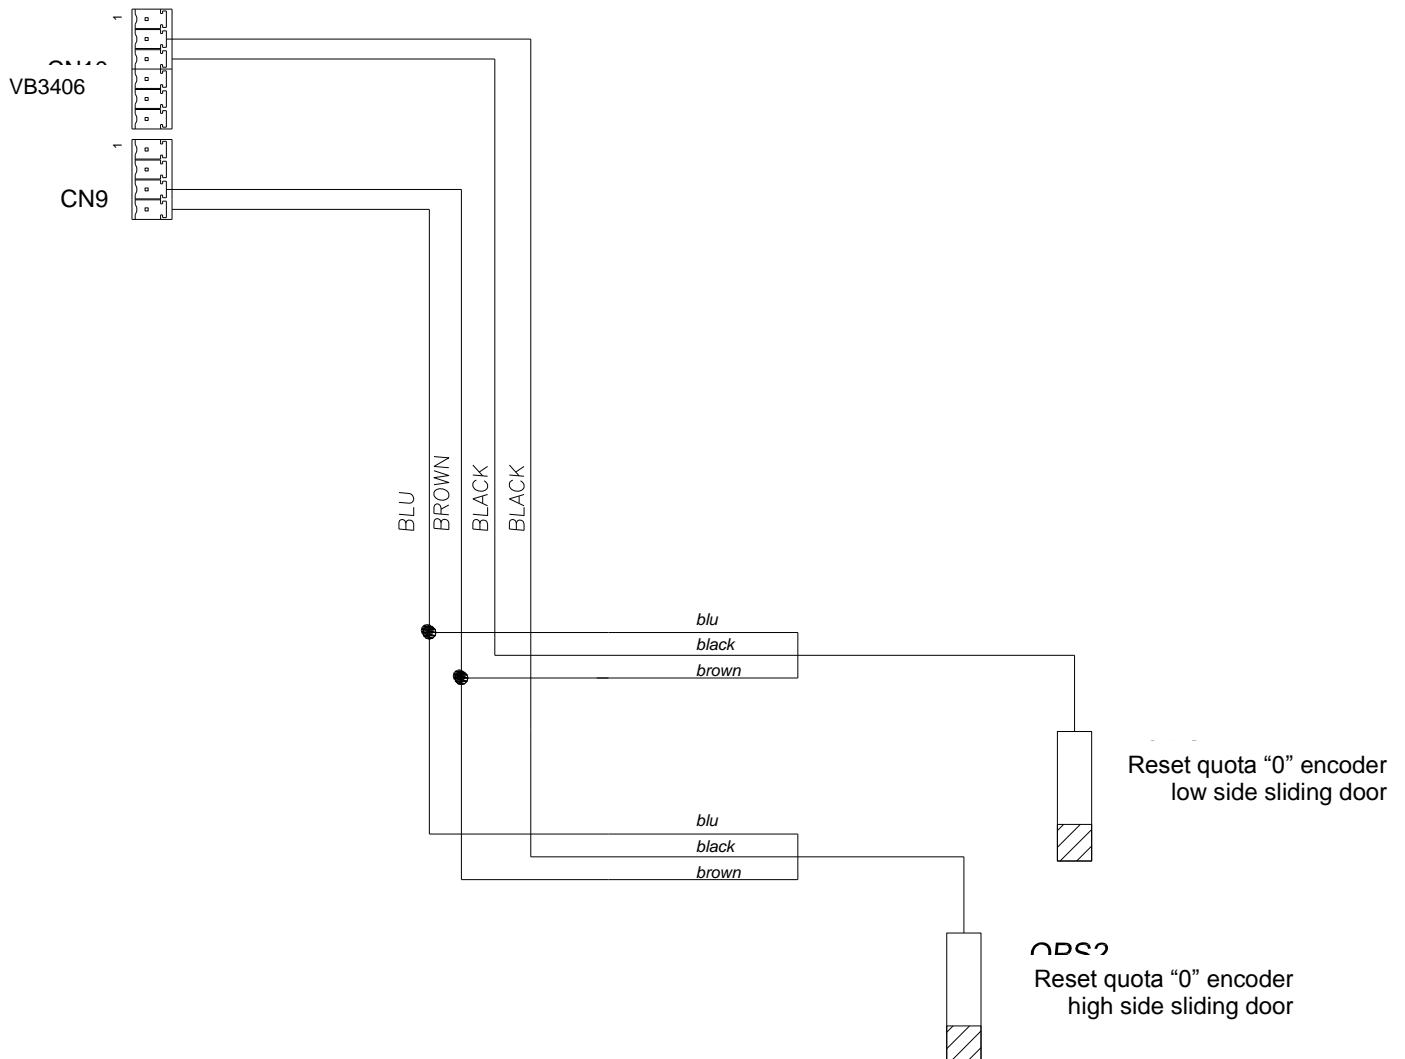 1
VB3406
1
CN9
BLU
BROWN
BLACK
BLACK
blu
black
brown
Reset quota “0” encoder
low side sliding door
blu
black
brown
Reset quota “0” encoder
high side sliding door